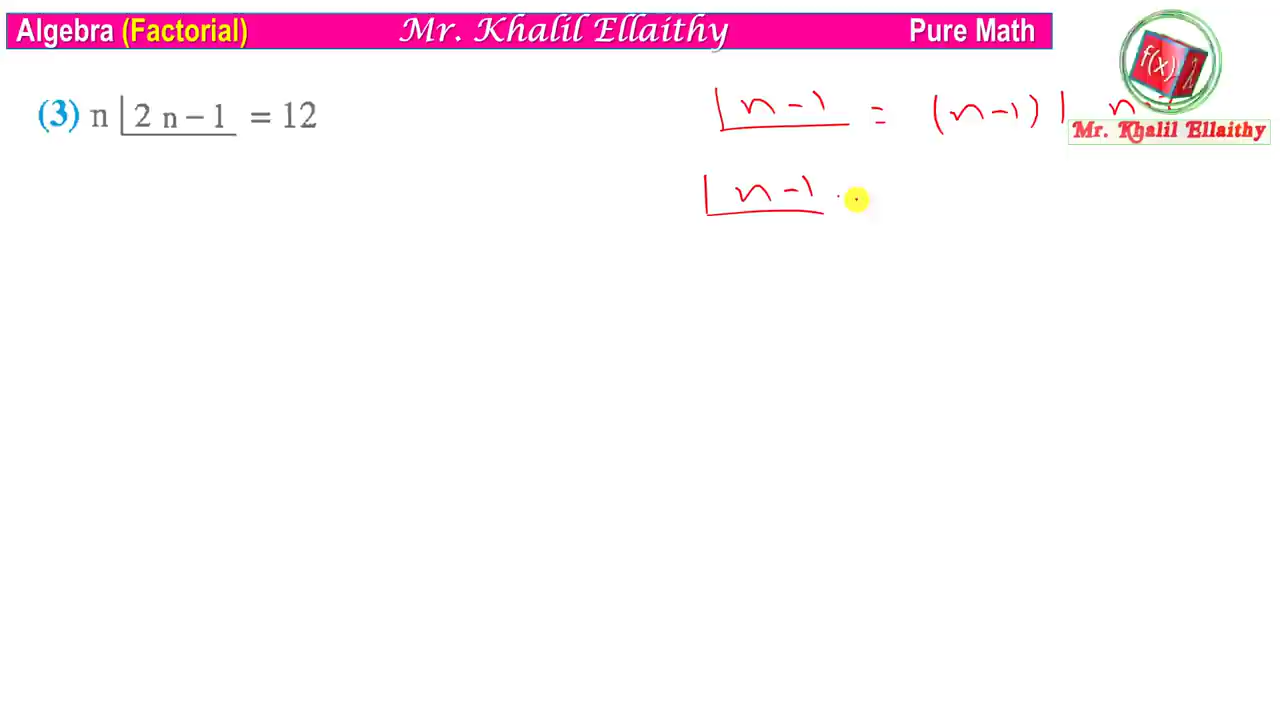 Algebra (Factorial) Mr. Khalil Ellaithy Pure Math
f(x) λ
(3) n⌊2 n − 1 = 12
⌊n − 1 = (n − 1) ⌊n -
Mr. Khalil Ellaithy
⌊n − 1 .